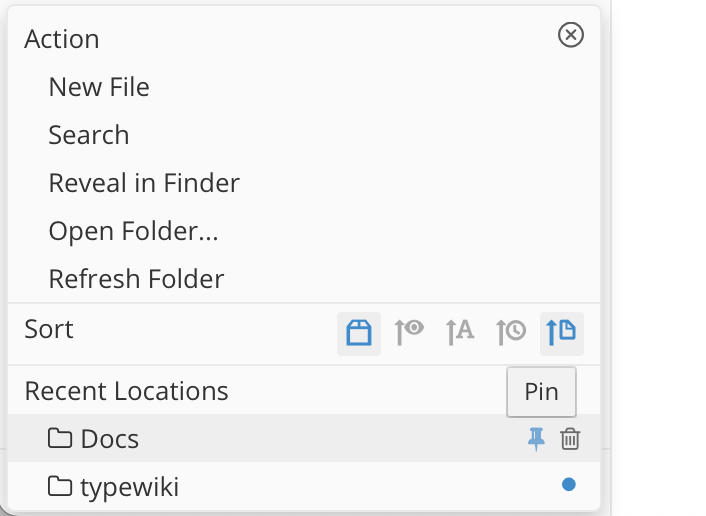 Action
New File
Search
Reveal in Finder
Open Folder...
Refresh Folder
Sort
A
Recent Locations
Pin
Docs
typewiki